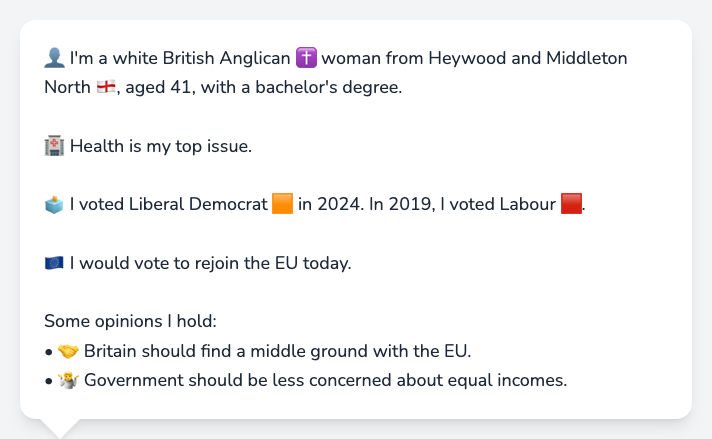 👤 I'm a white British Anglican ✝️ woman from Heywood and Middleton
North 🏴󠁧󠁢󠁥󠁮󠁧󠁿, aged 41, with a bachelor's degree.
🏥 Health is my top issue.
🗳️ I voted Liberal Democrat 🟧 in 2024. In 2019, I voted Labour 🟥.
🇪🇺 I would vote to rejoin the EU today.
Some opinions I hold:
• 🤝 Britain should find a middle ground with the EU.
• 🤷 Government should be less concerned about equal incomes.